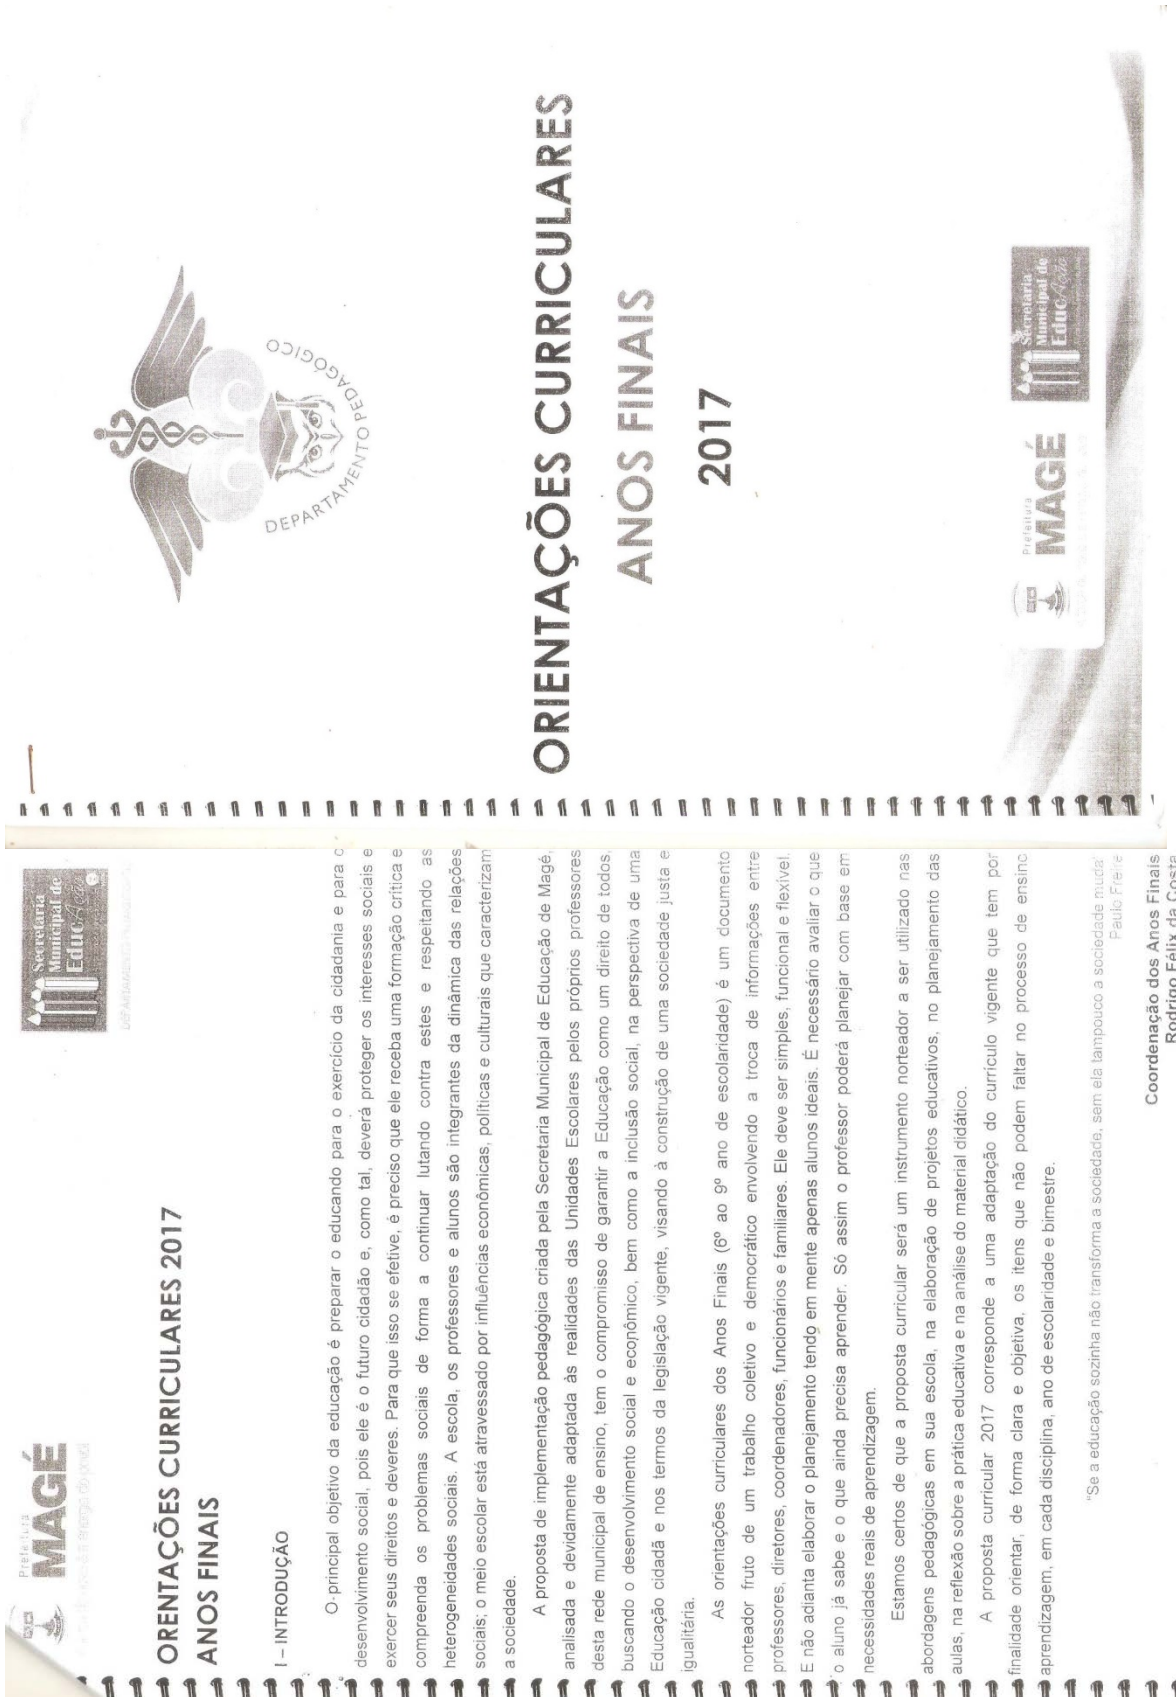 DEPARTAMENTO PEDAGÓGICO
ORIENTAÇÕES CURRICULARES
ANOS FINAIS
2017
Prefeitura
MAGÉ
Secretaria
Municipal de
EducAção
Prefeitura
MAGÉ
Secretaria
Municipal de
EducAção
ORENTAÇÕES CURRICULARES 2017
ANOS FINAIS
I – INTRODUÇÃO
O principal objetivo da educação é preparar o educando para o exercício da cidadania e para
desenvolvimento social, pois ele é o futuro cidadão e, como tal, deverá proteger os interesses sociais e
exercer seus direitos e deveres. Para que isso se efetive, é preciso que ele receba uma formação crítica e
compreenda os problemas sociais de forma a continuar lutando contra estes e respeitando as
heterogeneidades sociais. A escola, os professores e alunos são integrantes da dinâmica das relações
sociais; o meio escolar está atravessado por influências econômicas, políticas e culturais que caracterizam
a sociedade.
A proposta de implementação pedagógica criada pela Secretaria Municipal de Educação de Magé,
analisada e devidamente adaptada às realidades das Unidades Escolares pelos próprios professores
desta rede municipal de ensino, tem o compromisso de garantir a Educação como um direito de todos,
buscando o desenvolvimento social e econômico, bem como a inclusão social, na perspectiva de uma
Educação cidadã e nos termos da legislação vigente, visando à construção de uma sociedade justa e
igualitária.
As orientações curriculares dos Anos Finais (6º ao 9º ano de escolaridade) é um documento
norteador fruto de um trabalho coletivo e democrático envolvendo a troca de informações entre
professores, diretores, coordenadores, funcionários e familiares. Ele deve ser simples, funcional e flexível.
E não adianta elaborar o planejamento tendo em mente apenas alunos ideais. É necessário avaliar o que
o aluno já sabe e o que ainda precisa aprender. Só assim o professor poderá planejar com base em
necessidades reais de aprendizagem.
Estamos certos de que a proposta curricular será um instrumento norteador a ser utilizado nas
abordagens pedagógicas em sua escola, na elaboração de projetos educativos, no planejamento das
aulas, na reflexão sobre a prática educativa e na análise do material didático.
A proposta curricular 2017 corresponde a uma adaptação do currículo vigente que tem por
finalidade orientar, de forma clara e objetiva, os itens que não podem faltar no processo de ensino
aprendizagem, em cada disciplina, ano de escolaridade e bimestre.
"Se a educação sozinha não transforma a sociedade, sem ela tampouco a sociedade muda"
Paulo Freire
Coordenação dos Anos Finais
Rodrigo Félix da Costa